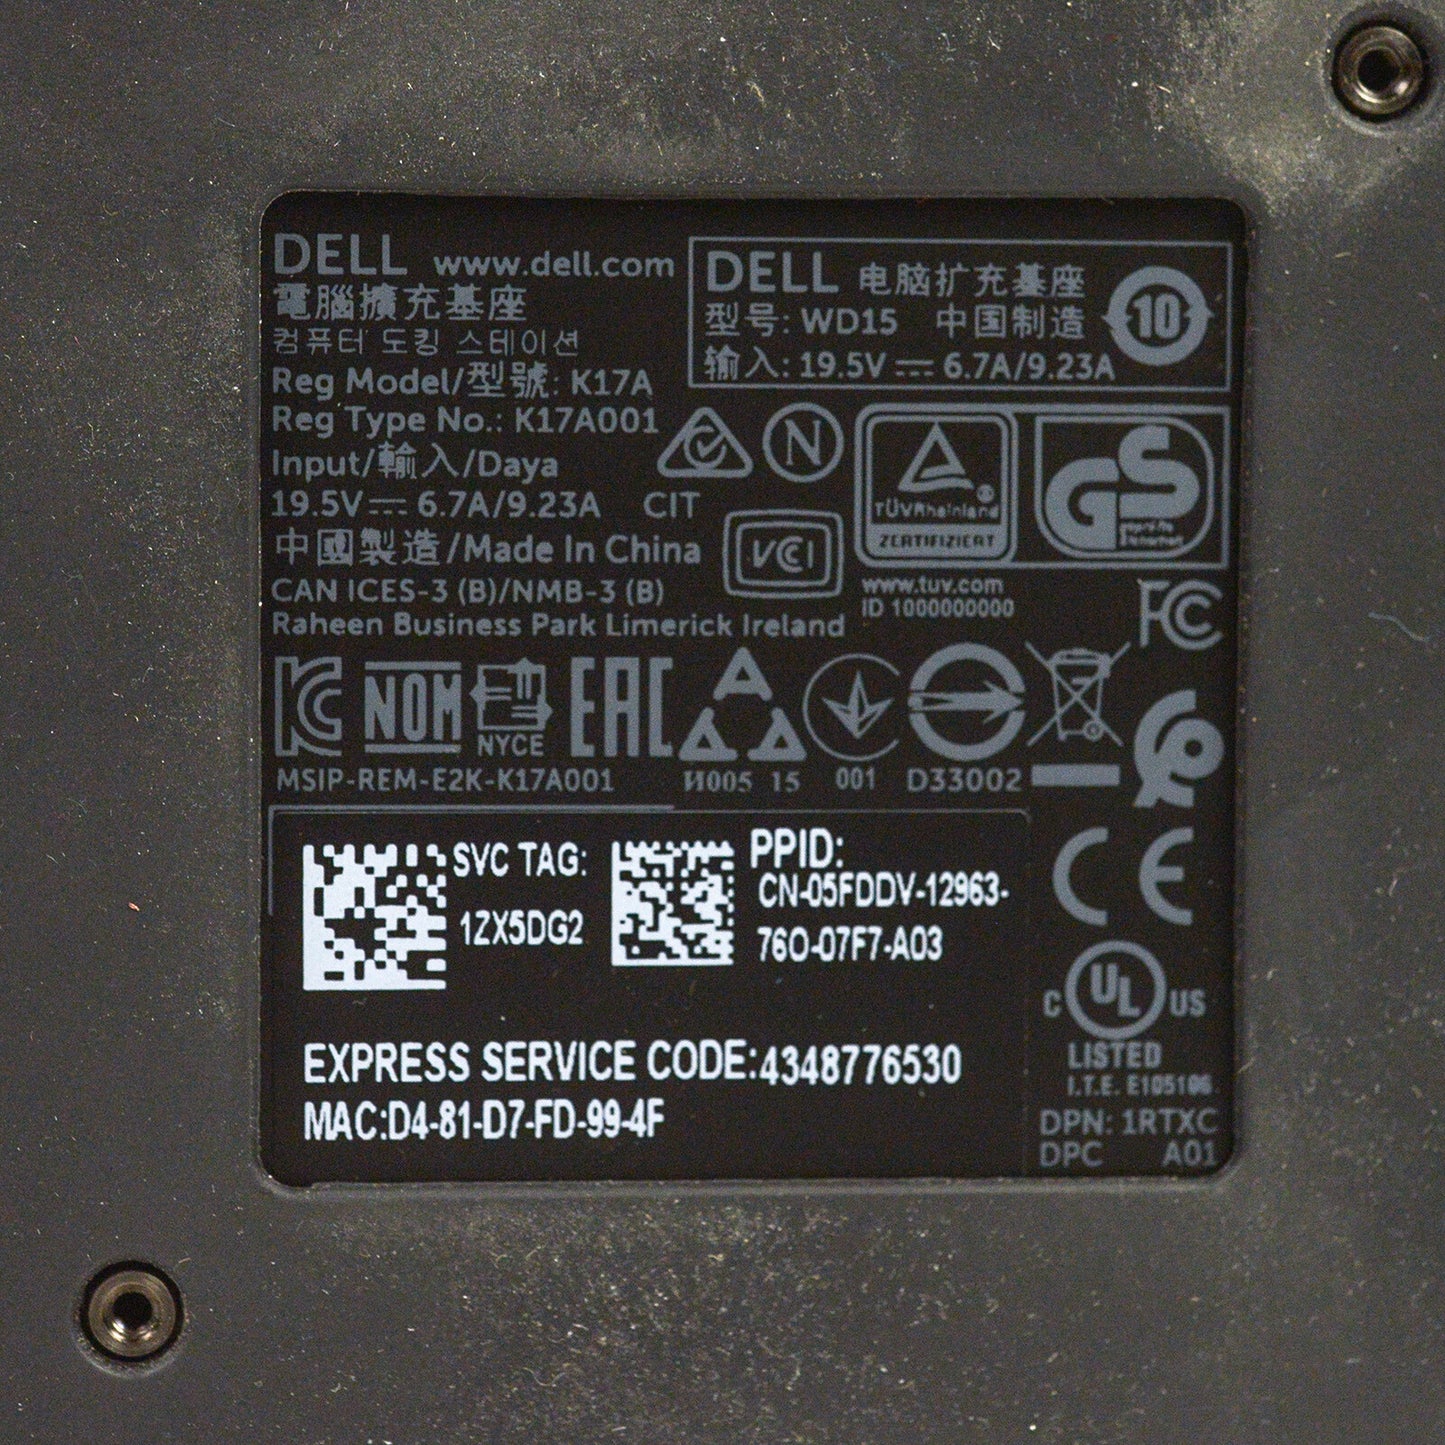 DELL www.dell.com
電腦擴充基座
컴퓨터 도킹 스테이션
Reg Model/型號: K17A
Reg Type No.: K17A001
Input/輸入/Daya
19.5V⎓6.7A/9.23A CIT
中國製造/Made In China
CAN ICES-3 (B)/NMB-3 (B)
Raheen Business Park Limerick Ireland
DELL 电脑扩充基座
型号: WD15 中国制造
输入: 19.5V⎓6.7A/9.23A
10
N
VCI
TÜVRheinland
ZERTIFIZIERT
GS
www.tuv.com
ID 1000000000
FC
KC NOM NYCE EAC
MSIP-REM-E2K-K17A001 И005 15 001 D33002
SVC TAG:
1ZX5DG2
PPID:
CN-05FDDV-12963-
760-07F7-A03
EXPRESS SERVICE CODE:4348776530
MAC:D4-81-D7-FD-99-4F
CE
C UL US
LISTED
I.T.E. E105106
DPN: 1RTXC
DPC A01